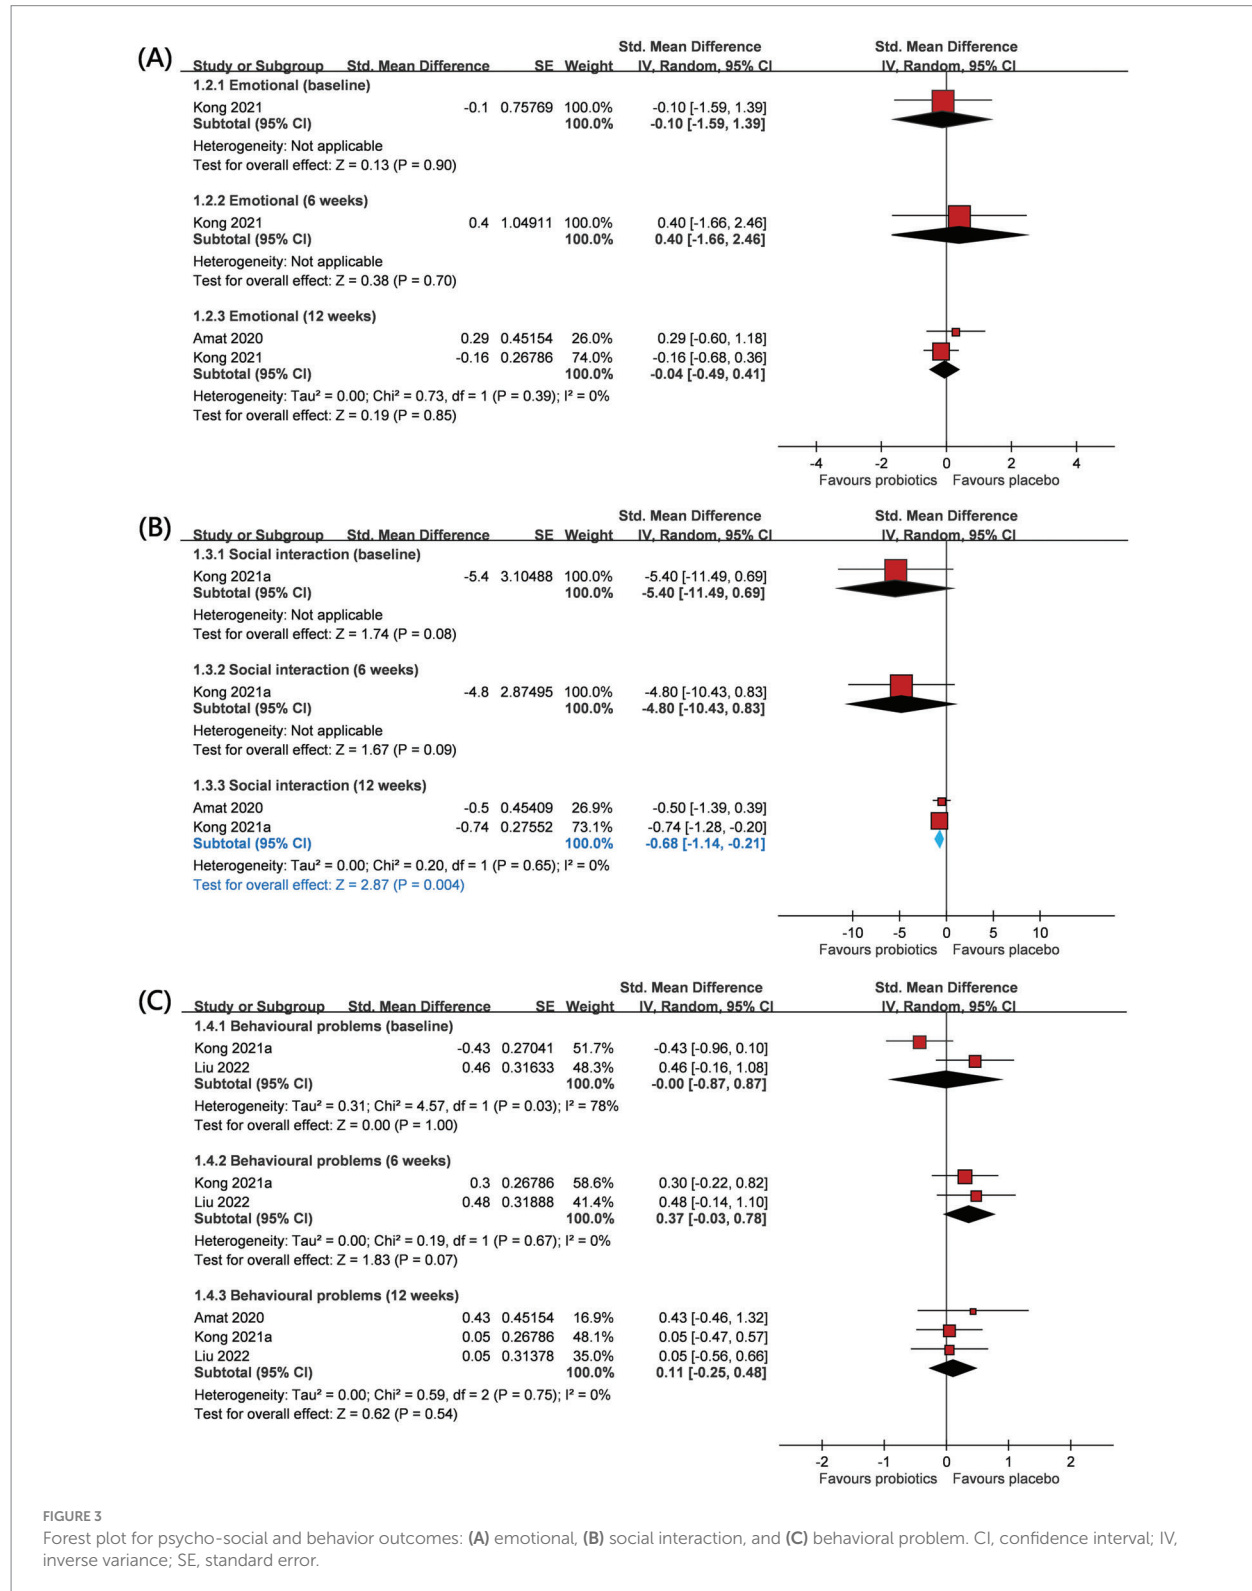 (A)
Std. Mean Difference Std. Mean Difference
Study or Subgroup Std. Mean Difference SE Weight IV, Random, 95% CI IV, Random, 95% CI
1.2.1 Emotional (baseline)
Kong 2021 -0.1 0.75769 100.0% -0.10 [-1.59, 1.39]
Subtotal (95% CI) 100.0% -0.10 [-1.59, 1.39]
Heterogeneity: Not applicable
Test for overall effect: Z = 0.13 (P = 0.90)
1.2.2 Emotional (6 weeks)
Kong 2021 0.4 1.04911 100.0% 0.40 [-1.66, 2.46]
Subtotal (95% CI) 100.0% 0.40 [-1.66, 2.46]
Heterogeneity: Not applicable
Test for overall effect: Z = 0.38 (P = 0.70)
1.2.3 Emotional (12 weeks)
Amat 2020 0.29 0.45154 26.0% 0.29 [-0.60, 1.18]
Kong 2021 -0.16 0.26786 74.0% -0.16 [-0.68, 0.36]
Subtotal (95% CI) 100.0% -0.04 [-0.49, 0.41]
Heterogeneity: Tau² = 0.00; Chi² = 0.73, df = 1 (P = 0.39); I² = 0%
Test for overall effect: Z = 0.19 (P = 0.85)
-4 -2 0 2 4
Favours probiotics Favours placebo
(B)
Std. Mean Difference Std. Mean Difference
Study or Subgroup Std. Mean Difference SE Weight IV, Random, 95% CI IV, Random, 95% CI
1.3.1 Social interaction (baseline)
Kong 2021a -5.4 3.10488 100.0% -5.40 [-11.49, 0.69]
Subtotal (95% CI) 100.0% -5.40 [-11.49, 0.69]
Heterogeneity: Not applicable
Test for overall effect: Z = 1.74 (P = 0.08)
1.3.2 Social interaction (6 weeks)
Kong 2021a -4.8 2.87495 100.0% -4.80 [-10.43, 0.83]
Subtotal (95% CI) 100.0% -4.80 [-10.43, 0.83]
Heterogeneity: Not applicable
Test for overall effect: Z = 1.67 (P = 0.09)
1.3.3 Social interaction (12 weeks)
Amat 2020 -0.5 0.45409 26.9% -0.50 [-1.39, 0.39]
Kong 2021a -0.74 0.27552 73.1% -0.74 [-1.28, -0.20]
Subtotal (95% CI) 100.0% -0.68 [-1.14, -0.21]
Heterogeneity: Tau² = 0.00; Chi² = 0.20, df = 1 (P = 0.65); I² = 0%
Test for overall effect: Z = 2.87 (P = 0.004)
-10 -5 0 5 10
Favours probiotics Favours placebo
(C)
Std. Mean Difference Std. Mean Difference
Study or Subgroup Std. Mean Difference SE Weight IV, Random, 95% CI IV, Random, 95% CI
1.4.1 Behavioural problems (baseline)
Kong 2021a -0.43 0.27041 51.7% -0.43 [-0.96, 0.10]
Liu 2022 0.46 0.31633 48.3% 0.46 [-0.16, 1.08]
Subtotal (95% CI) 100.0% -0.00 [-0.87, 0.87]
Heterogeneity: Tau² = 0.31; Chi² = 4.57, df = 1 (P = 0.03); I² = 78%
Test for overall effect: Z = 0.00 (P = 1.00)
1.4.2 Behavioural problems (6 weeks)
Kong 2021a 0.3 0.26786 58.6% 0.30 [-0.22, 0.82]
Liu 2022 0.48 0.31888 41.4% 0.48 [-0.14, 1.10]
Subtotal (95% CI) 100.0% 0.37 [-0.03, 0.78]
Heterogeneity: Tau² = 0.00; Chi² = 0.19, df = 1 (P = 0.67); I² = 0%
Test for overall effect: Z = 1.83 (P = 0.07)
1.4.3 Behavioural problems (12 weeks)
Amat 2020 0.43 0.45154 16.9% 0.43 [-0.46, 1.32]
Kong 2021a 0.05 0.26786 48.1% 0.05 [-0.47, 0.57]
Liu 2022 0.05 0.31378 35.0% 0.05 [-0.56, 0.66]
Subtotal (95% CI) 100.0% 0.11 [-0.25, 0.48]
Heterogeneity: Tau² = 0.00; Chi² = 0.59, df = 2 (P = 0.75); I² = 0%
Test for overall effect: Z = 0.62 (P = 0.54)
-2 -1 0 1 2
Favours probiotics Favours placebo
FIGURE 3
Forest plot for psycho-social and behavior outcomes: (A) emotional, (B) social interaction, and (C) behavioral problem. CI, confidence interval; IV,
inverse variance; SE, standard error.